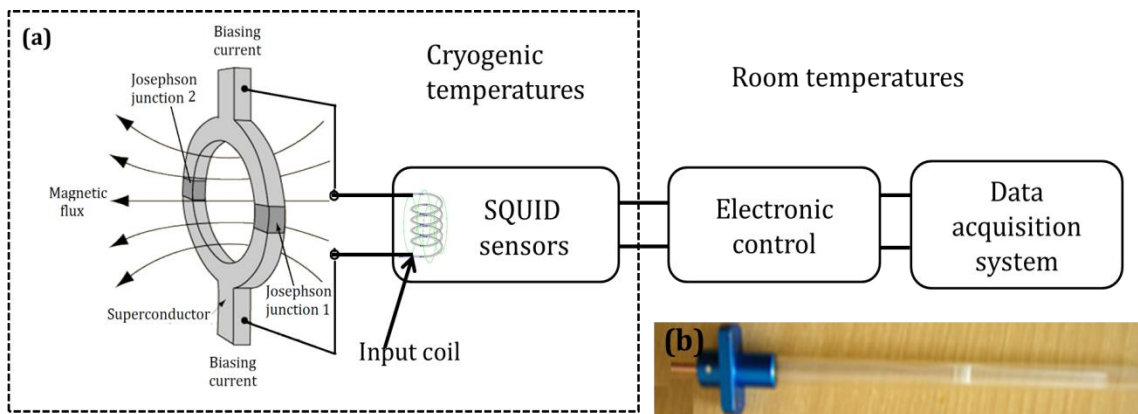 (a)
Biasing
current
Josephson
junction 2
Magnetic
flux
Superconductor
Josephson
junction 1
Biasing
current
Cryogenic
temperatures
Room temperatures
SQUID
sensors
Input coil
Electronic
control
Data
acquisition
system
(b)